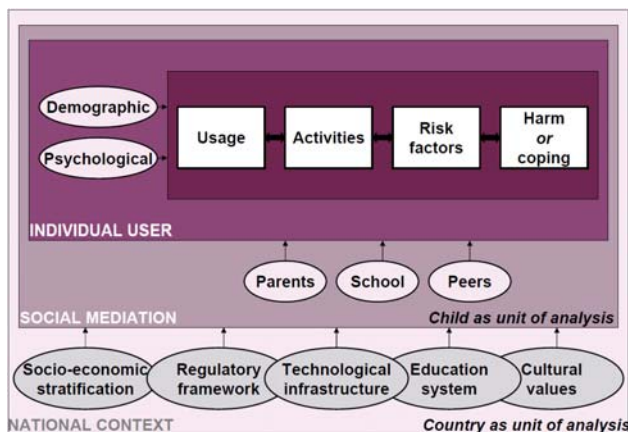 Demographic
Psychological
Usage
Activities
Risk
factors
Harm
or
coping
INDIVIDUAL USER
Parents
School
Peers
SOCIAL MEDIATION
Child as unit of analysis
Socio-economic
stratification
Regulatory
framework
Technological
infrastructure
Education
system
Cultural
values
NATIONAL CONTEXT
Country as unit of analysis